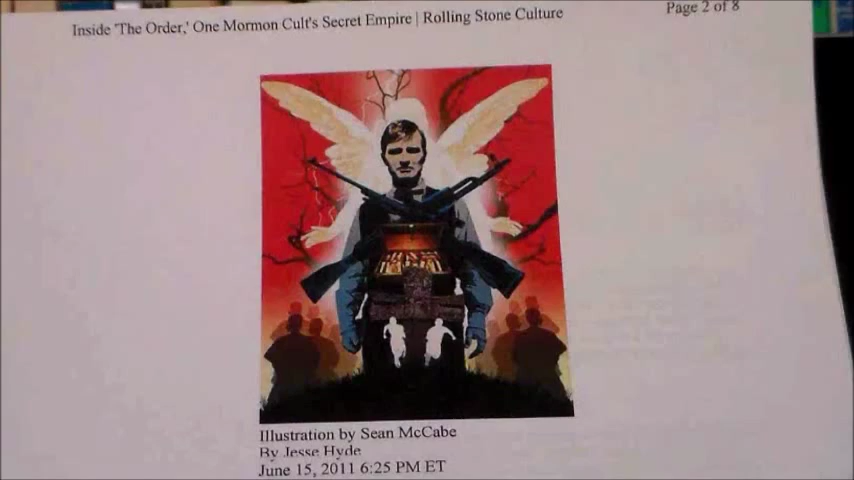 Inside 'The Order,' One Mormon Cult's Secret Empire | Rolling Stone Culture
Page 2 of 8
Illustration by Sean McCabe
By Jesse Hyde
June 15, 2011 6:25 PM ET